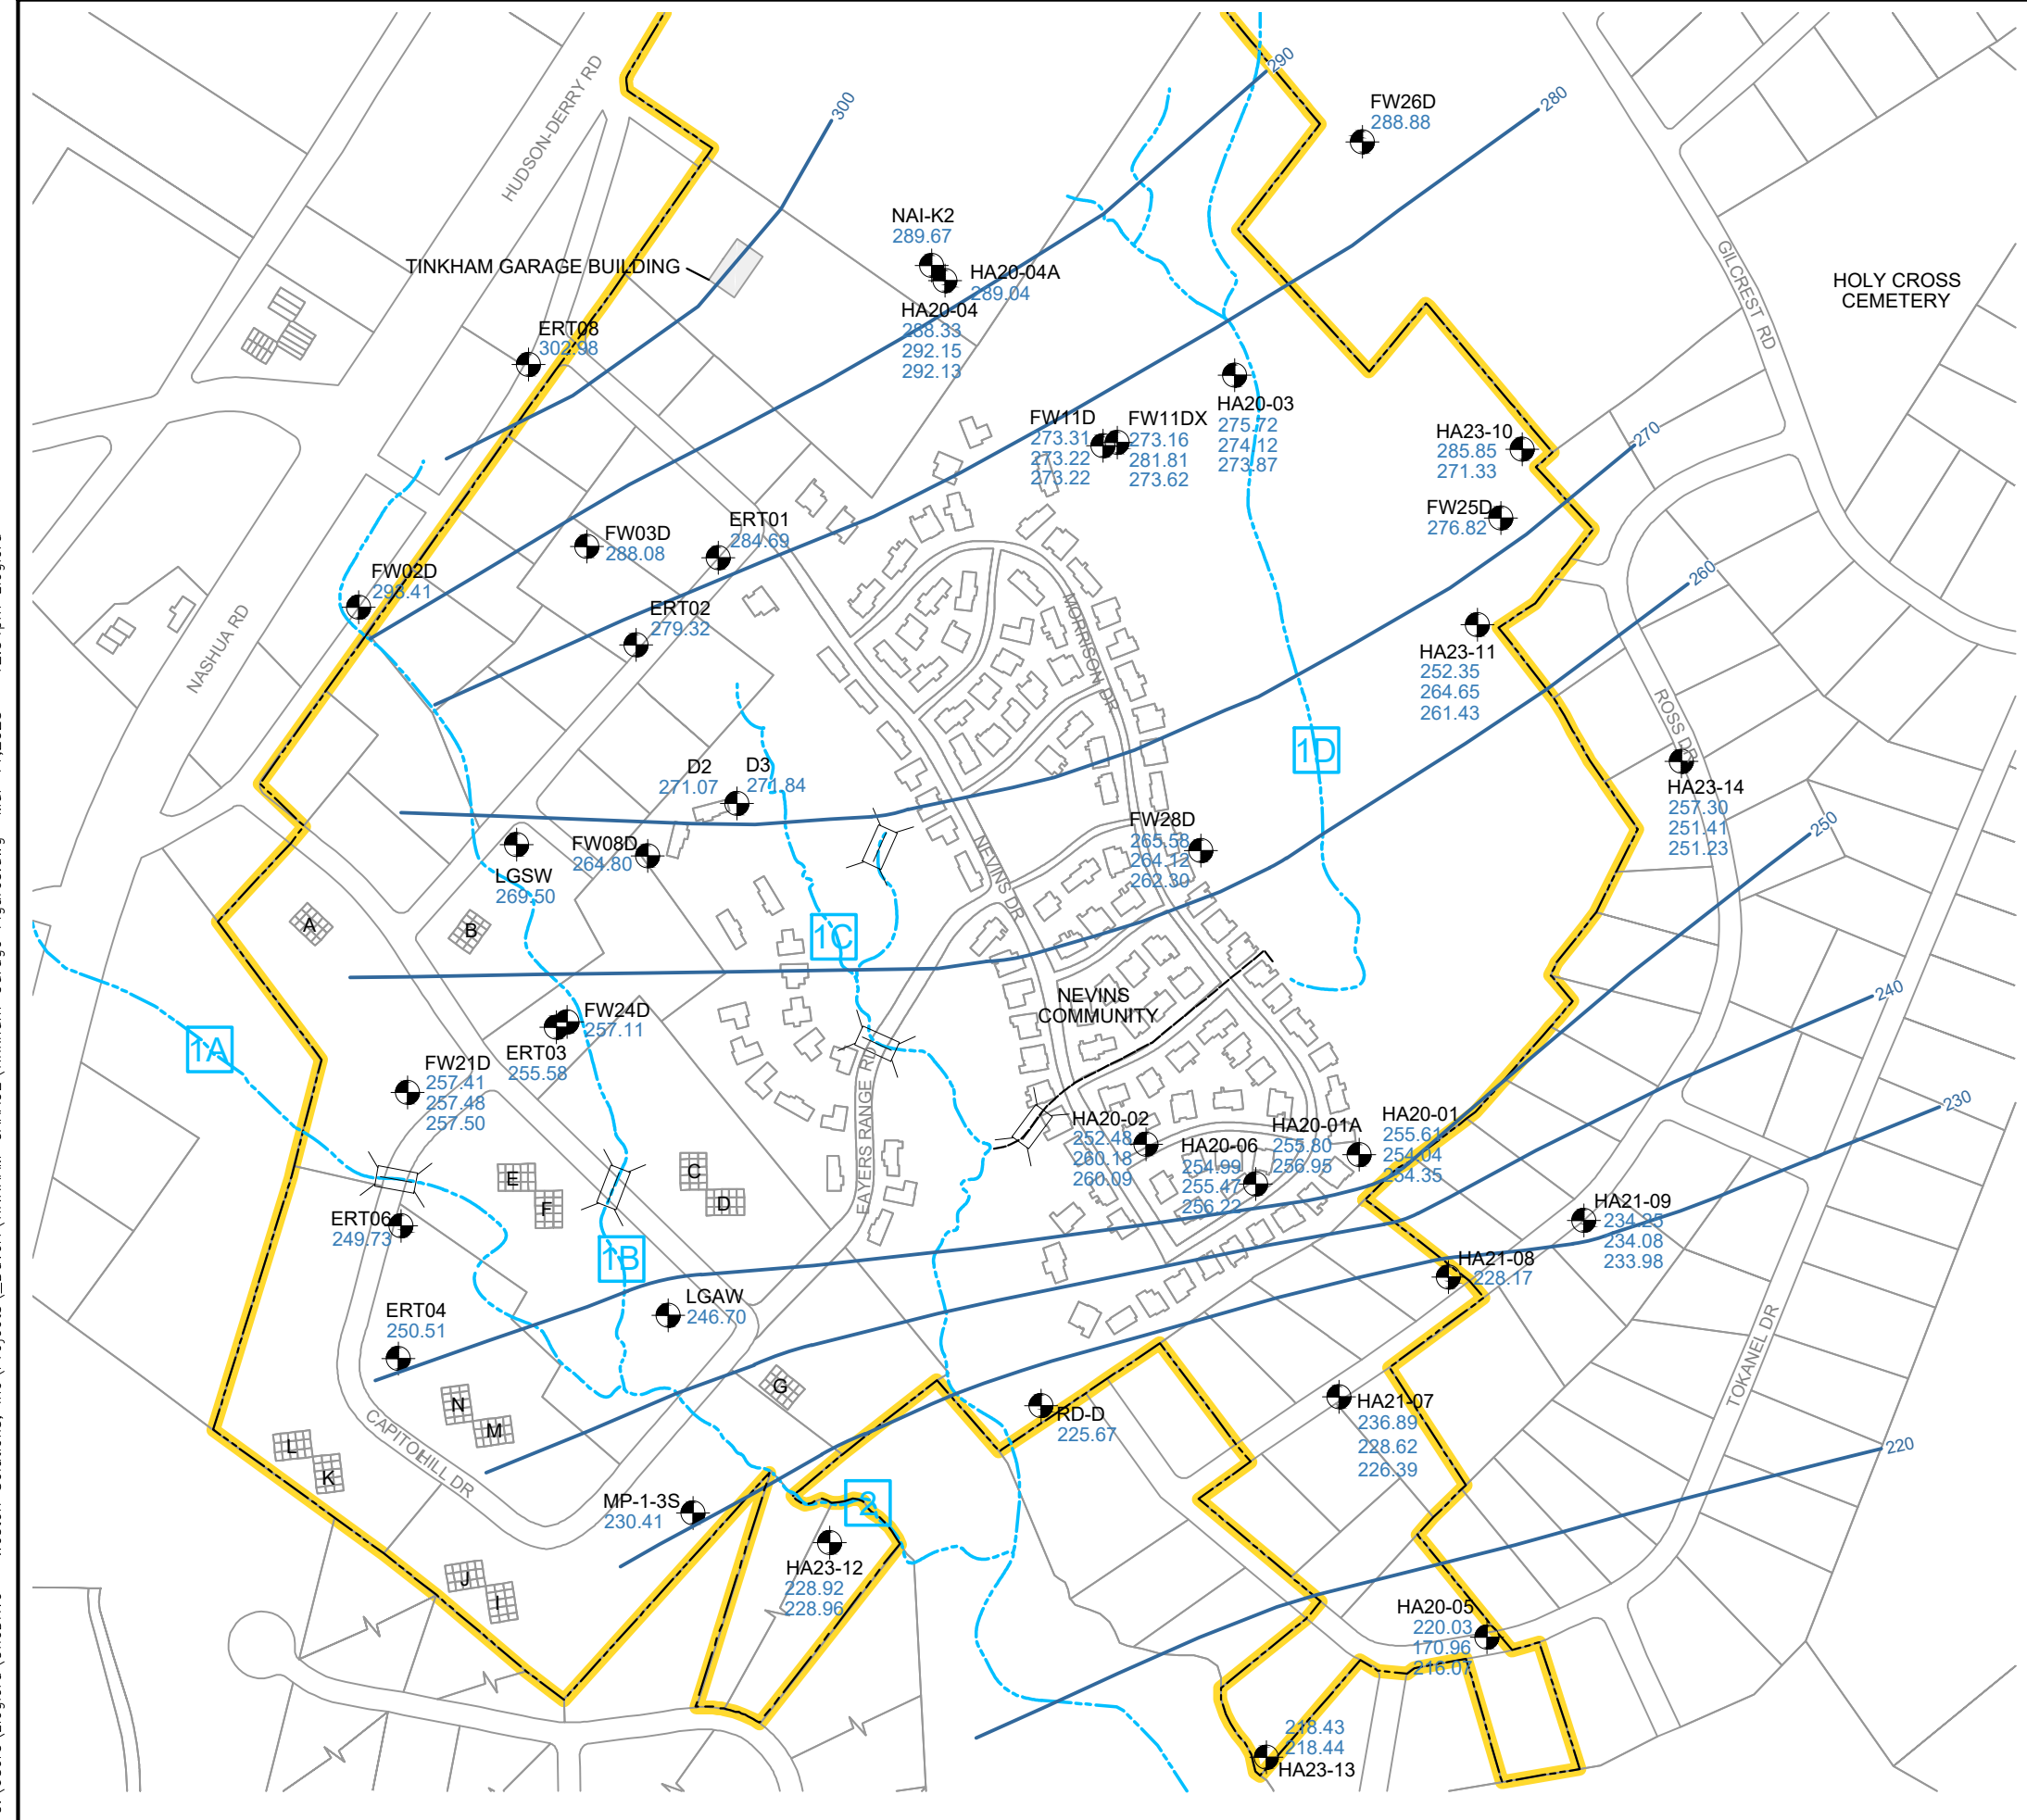 290
280
300
FW26D
288.88
HUDSON-DERRY RD
NAI-K2
289.67
TINKHAM GARAGE BUILDING
HA20-04A
289.04
HA20-04
288.33
292.15
292.13
GILCREST RD
HOLY CROSS
CEMETERY
ERT08
302.98
HA20-03
275.72
274.12
273.87
FW11D
273.31
273.22
273.22
FW11DX
273.16
281.81
273.62
HA23-10
285.85
271.33
270
FW25D
276.82
ERT01
284.69
FW03D
288.08
FW02D
293.41
ERT02
279.32
260
NASHUA RD
MORRISON DR
HA23-11
252.35
264.65
261.43
ROSS DR
1D
D2
271.07
D3
271.84
HA23-14
257.30
251.41
251.23
250
FW28D
265.58
264.12
262.30
FW08D
264.80
LGSW
269.50
NEVINS DR
A
B
1C
240
NEVINS
COMMUNITY
FW24D
257.11
ERT03
255.58
1A
FW21D
257.41
257.48
257.50
FAYERS RANGE RD
HA20-02
252.48
260.18
260.09
HA20-06
254.99
255.47
256.22
HA20-01A
255.80
256.95
HA20-01
255.61
254.04
254.35
230
E
F
C
D
HA21-09
234.25
234.08
233.98
ERT06
249.73
1B
HA21-08
228.17
ERT04
250.51
LGAW
246.70
TOKANEL DR
G
N
M
HA21-07
236.89
228.62
226.39
RD-D
225.67
CAPITOL HILL DR
L
K
220
MP-1-3S
230.41
2
HA23-12
228.92
228.96
J
I
HA20-05
220.03
170.96
216.07
218.43
218.44
HA23-13